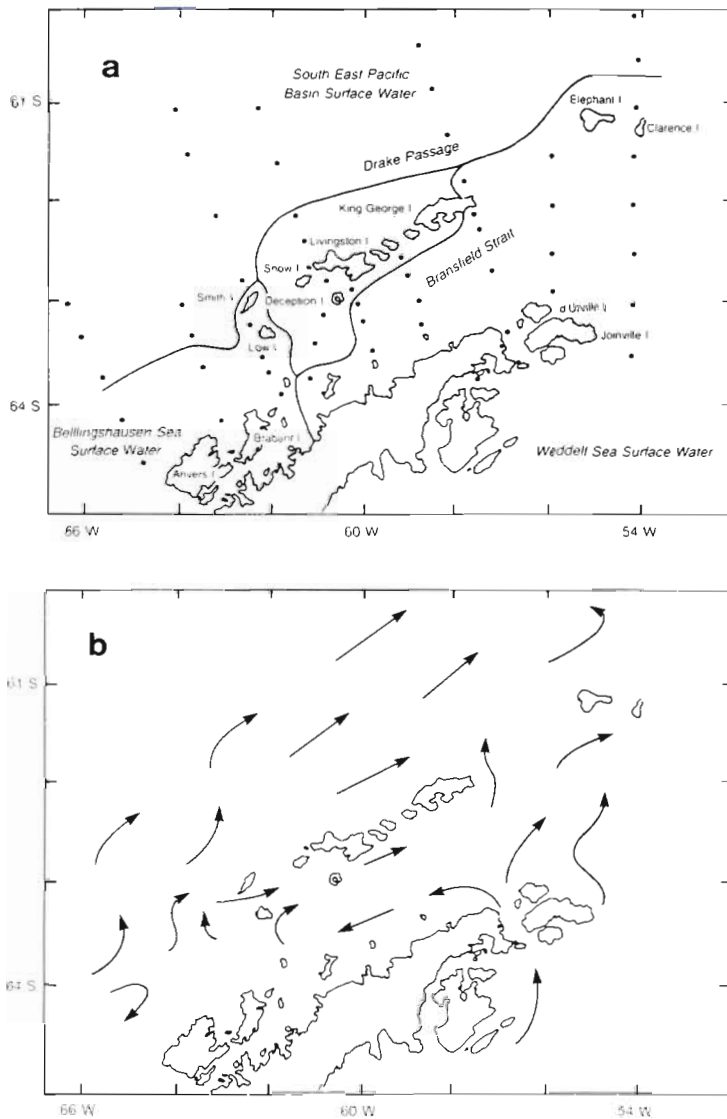 a
South East Pacific
Basin Surface Water
61 S
Elephant I
Clarence I
Drake Passage
King George I
Livingston I
Bransfield Strait
Snow I
Smith I
Deception I
d Urville I
Joinville I
Low I
64 S
Bellingshausen Sea
Surface Water
Brabant I
Anvers I
Weddell Sea Surface Water
66 W
60 W
54 W
b
61 S
64 S
66 W
60 W
54 W